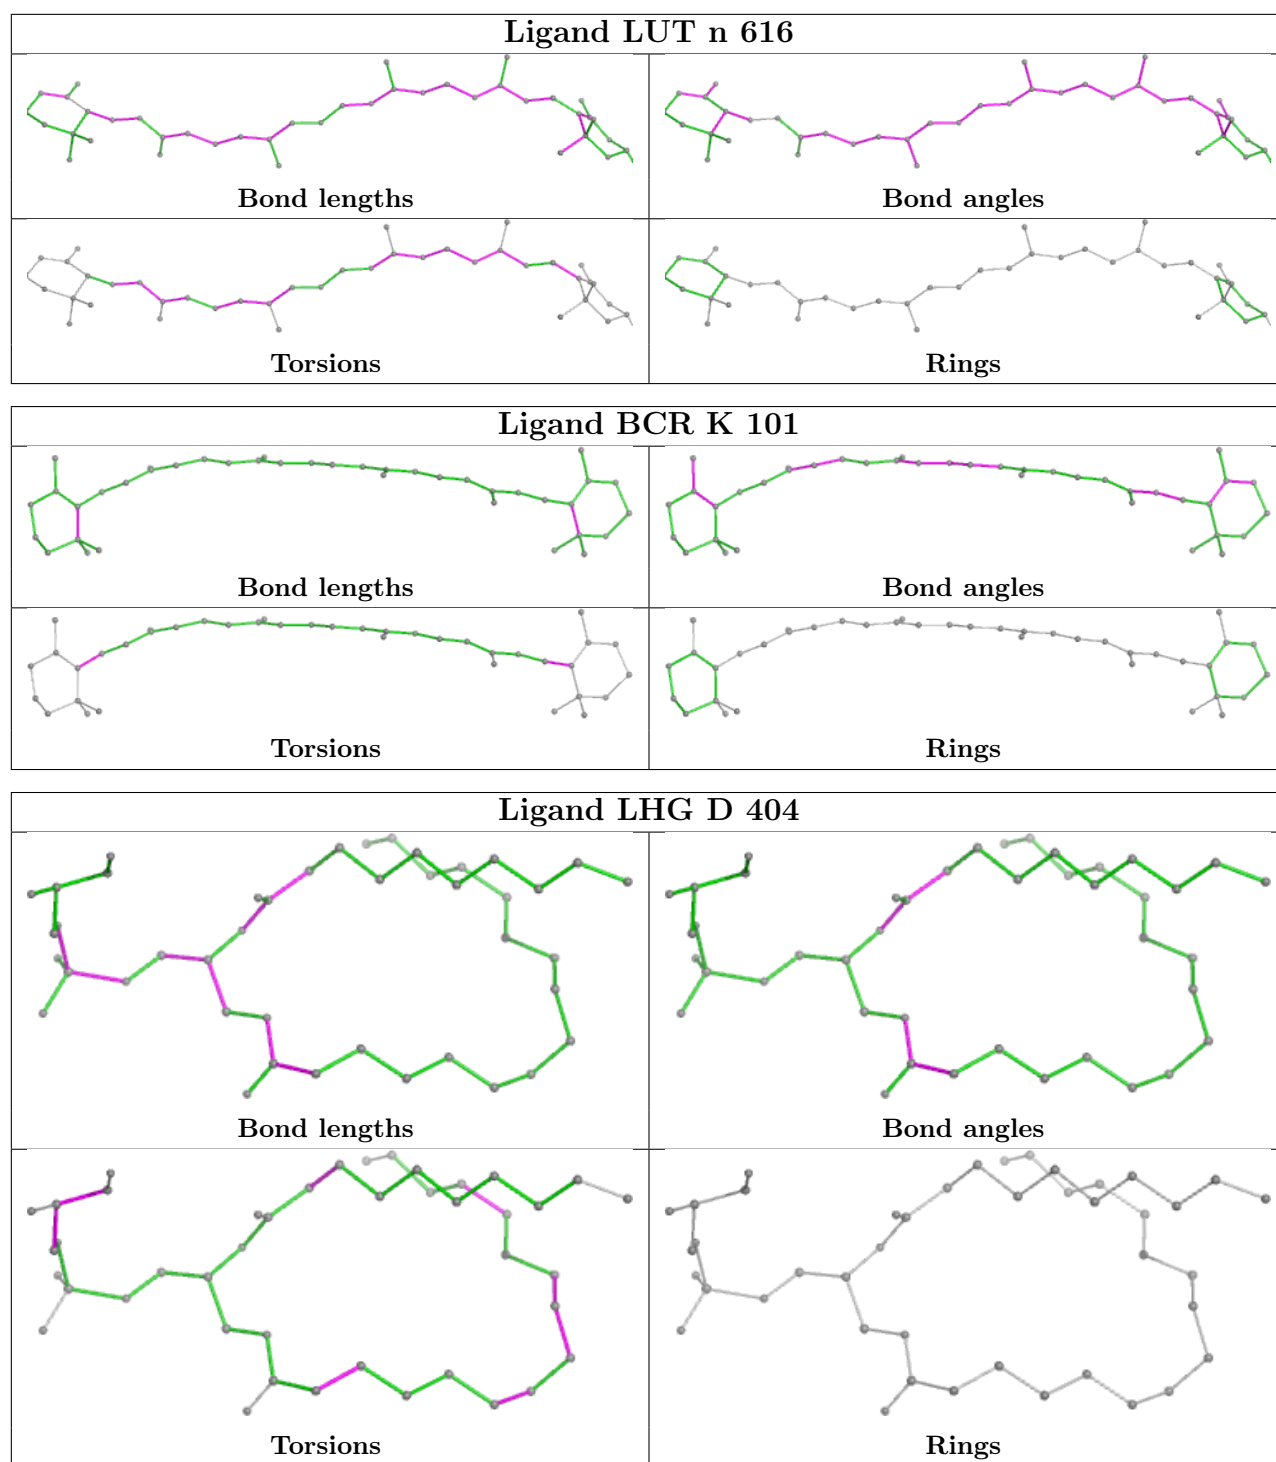 Ligand LUT n 616
Bond lengths
Bond angles
Torsions
Rings
Ligand BCR K 101
Bond lengths
Bond angles
Torsions
Rings
Ligand LHG D 404
Bond lengths
Bond angles
Torsions
Rings